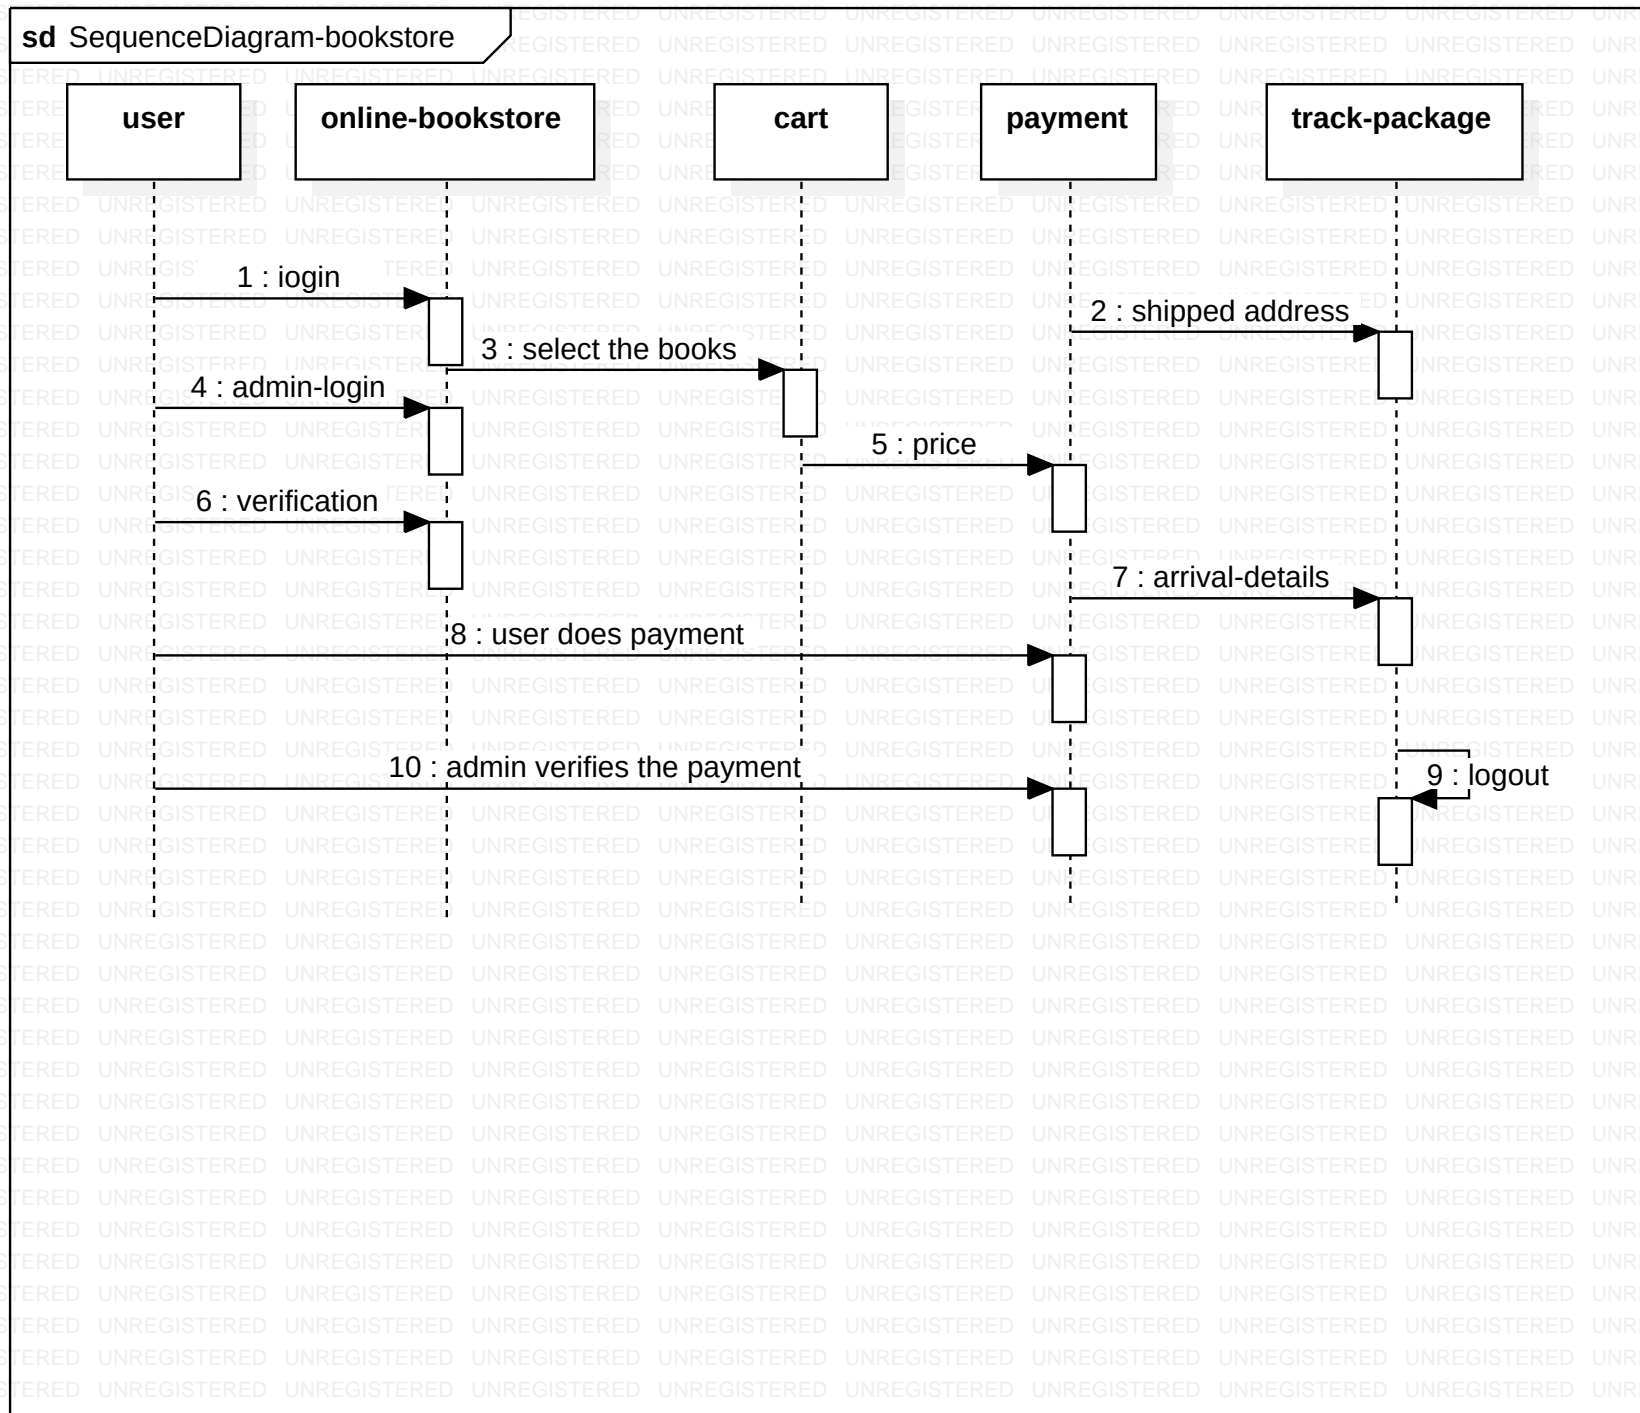 sd SequenceDiagram-bookstore
user
online-bookstore
cart
payment
track-package
1 : iogin
2 : shipped address
3 : select the books
4 : admin-login
5 : price
6 : verification
7 : arrival-details
8 : user does payment
10 : admin verifies the payment
9 : logout
UNREGISTERED